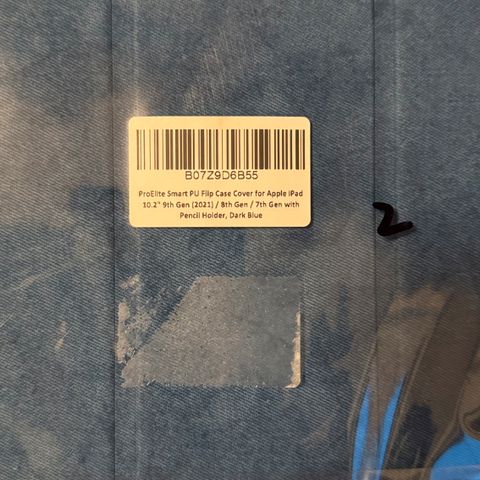 B07Z9D6B55
ProElite Smart PU Flip Case Cover for Apple iPad
10.2" 9th Gen (2021) / 8th Gen / 7th Gen with
Pencil Holder, Dark Blue
2